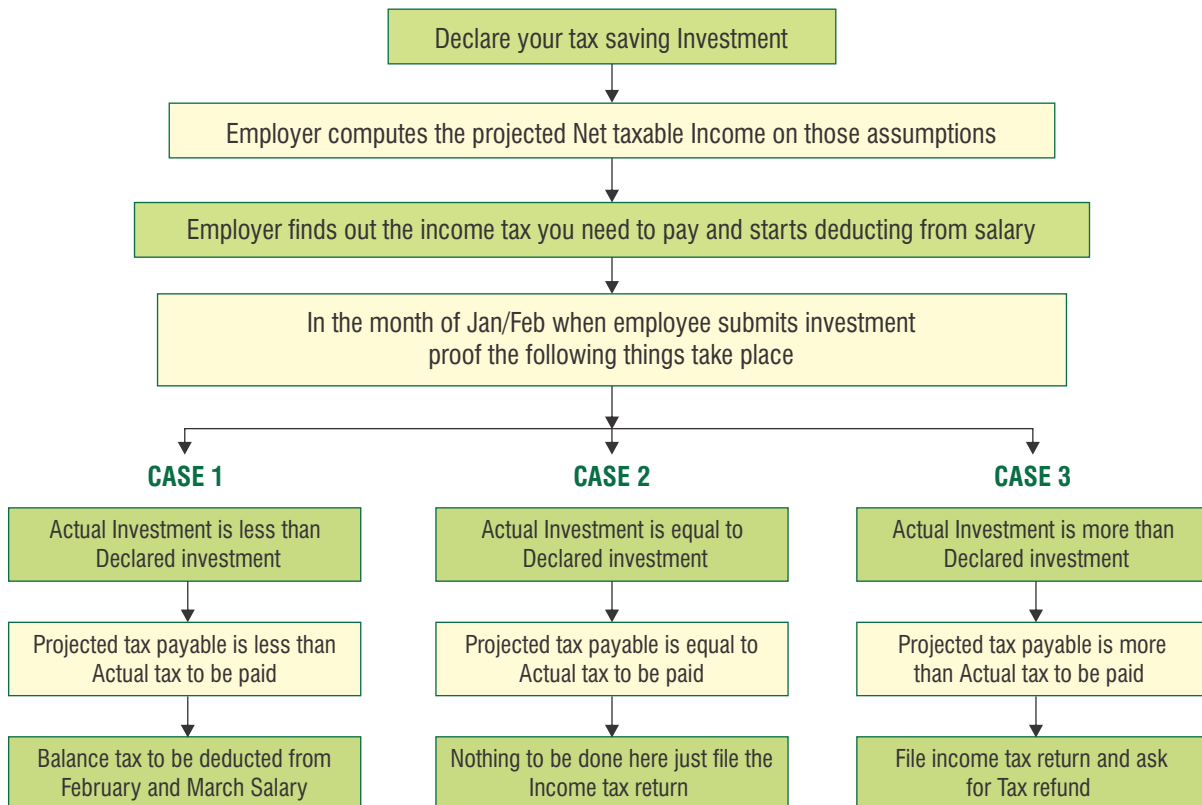 Declare your tax saving Investment
Employer computes the projected Net taxable Income on those assumptions
Employer finds out the income tax you need to pay and starts deducting from salary
In the month of Jan/Feb when employee submits investment
proof the following things take place
CASE 1
Actual Investment is less than
Declared investment
Projected tax payable is less than
Actual tax to be paid
Balance tax to be deducted from
February and March Salary
CASE 2
Actual Investment is equal to
Declared investment
Projected tax payable is equal to
Actual tax to be paid
Nothing to be done here just file the
Income tax return
CASE 3
Actual Investment is more than
Declared investment
Projected tax payable is more
than Actual tax to be paid
File income tax return and ask
for Tax refund